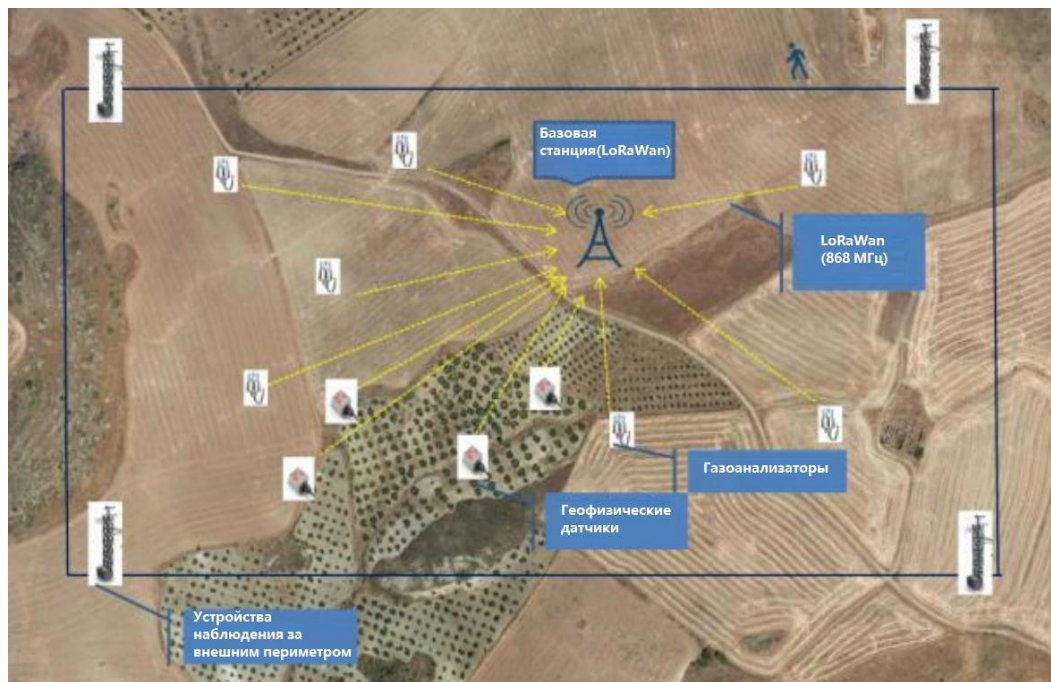 Базовая
станция(LoRaWan)
LoRaWan
(868 МГц)
Газоанализаторы
Геофизические
датчики
Устройства
наблюдения за
внешним периметром